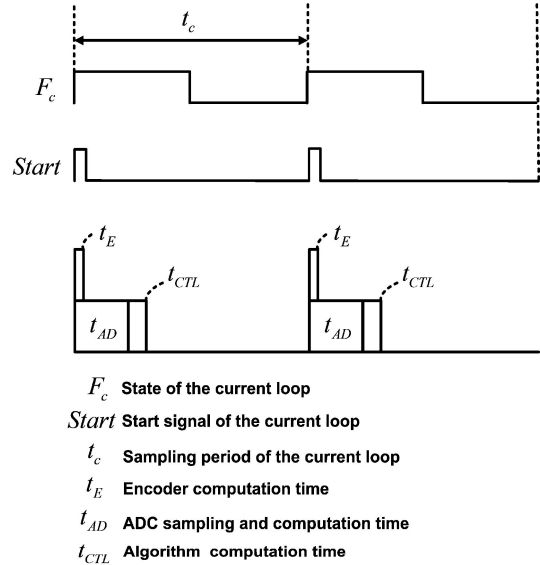 t_c
F_c
Start
t_E t_E
t_CTL t_CTL
t_AD t_AD
F_c State of the current loop
Start Start signal of the current loop
t_c Sampling period of the current loop
t_E Encoder computation time
t_AD ADC sampling and computation time
t_CTL Algorithm computation time